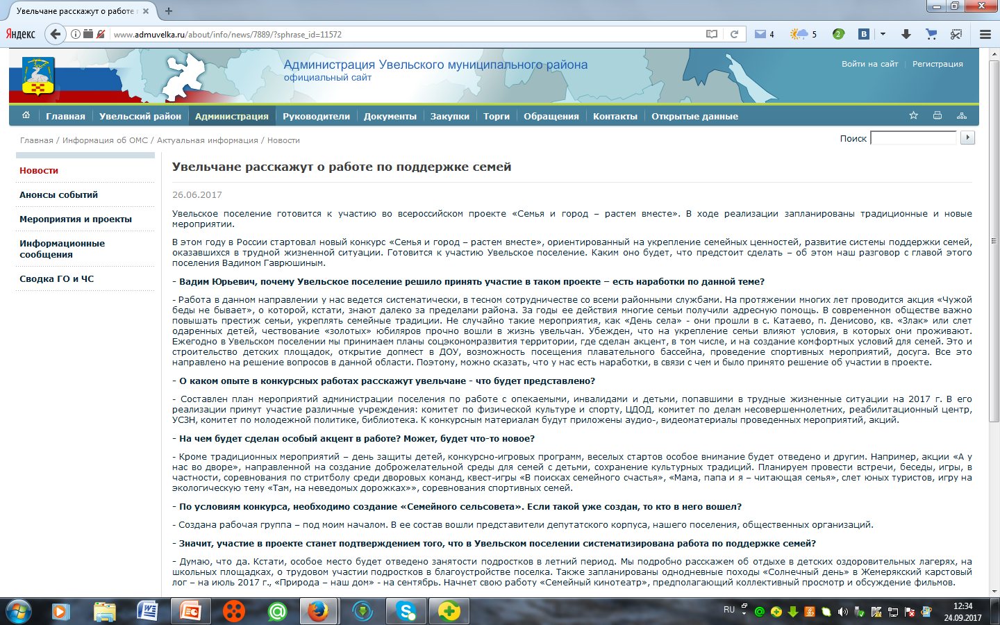 Увельчане расскажут о работе п
Яндекс
www.admuvelka.ru/about/info/news/7889/?sphrase_id=11572
4
5
2
В
Администрация Увельского муниципального района
официальный сайт
Войти на сайт | Регистрация
Главная
Увельский район
Администрация
Руководители
Документы
Закупки
Торги
Обращения
Контакты
Открытые данные
Главная / Информация об ОМС / Актуальная информация / Новости
Поиск
Новости
Анонсы событий
Мероприятия и проекты
Информационные
сообщения
Сводка ГО и ЧС
Увельчане расскажут о работе по поддержке семей
26.06.2017
Увельское поселение готовится к участию во всероссийском проекте «Семья и город – растем вместе». В ходе реализации запланированы традиционные и новые
мероприятии.
В этом году в России стартовал новый конкурс «Семья и город – растем вместе», ориентированный на укрепление семейных ценностей, развитие системы поддержки семей,
оказавшихся в трудной жизненной ситуации. Готовится к участию Увельское поселение. Каким оно будет, что предстоит сделать – об этом наш разговор с главой этого
поселения Вадимом Гаврюшиным.
- Вадим Юрьевич, почему Увельское поселение решило принять участие в таком проекте – есть наработки по данной теме?
- Работа в данном направлении у нас ведется систематически, в тесном сотрудничестве со всеми районными службами. На протяжении многих лет проводится акция «Чужой
беды не бывает», о которой, кстати, знают далеко за пределами района. За годы ее действия многие семьи получили адресную помощь. В современном обществе важно
повышать престиж семьи, укреплять семейные традиции. Не случайно такие мероприятия, как «День села» - они прошли в с. Катаево, п. Денисово, кв. «Злак» или слет
одаренных детей, чествование «золотых» юбиляров прочно вошли в жизнь увельчан. Убежден, что на укрепление семьи влияют условия, в которых они проживают.
Ежегодно в Увельском поселении мы принимаем планы соцэкономразвития территории, где сделан акцент, в том числе, и на создание комфортных условий для семей. Это и
строительство детских площадок, открытие допмест в ДОУ, возможность посещения плавательного бассейна, проведение спортивных мероприятий, досуга. Все это
направлено на решение вопросов в данной области. Поэтому, можно сказать, что у нас есть наработки, в связи с чем и было принято решение об участии в проекте.
- О каком опыте в конкурсных работах расскажут увельчане - что будет представлено?
- Составлен план мероприятий администрации поселения по работе с опекаемыми, инвалидами и детьми, попавшими в трудные жизненные ситуации на 2017 г. В его
реализации примут участие различные учреждения: комитет по физической культуре и спорту, ЦДОД, комитет по делам несовершеннолетних, реабилитационный центр,
УСЗН, комитет по молодежной политике, библиотека. К конкурсным материалам будут приложены аудио-, видеоматериалы проведенных мероприятий, акций.
- На чем будет сделан особый акцент в работе? Может, будет что-то новое?
- Кроме традиционных мероприятий – день защиты детей, конкурсно-игровых программ, веселых стартов особое внимание будет отведено и другим. Например, акции «А у
нас во дворе», направленной на создание доброжелательной среды для семей с детьми, сохранение культурных традиций. Планируем провести встречи, беседы, игры, в
частности, соревнования по стритболу среди дворовых команд, квест-игры «В поисках семейного счастья», «Мама, папа и я – читающая семья», слет юных туристов, игру на
экологическую тему «Там, на неведомых дорожках»», соревнования спортивных семей.
- По условиям конкурса, необходимо создание «Семейного сельсовета». Если такой уже создан, то кто в него вошел?
- Создана рабочая группа – под моим началом. В ее состав вошли представители депутатского корпуса, нашего поселения, общественных организаций.
- Значит, участие в проекте станет подтверждением того, что в Увельском поселении систематизирована работа по поддержке семей?
- Думаю, что да. Кстати, особое место будет отведено занятости подростков в летний период. Мы подробно расскажем об отдыхе в детских оздоровительных лагерях, на
школьных площадках, о трудовом участии подростков в благоустройстве поселка. Также запланированы однодневные походы «Солнечный день» в Жемерякский карстовый
лог – на июль 2017 г., «Природа – наш дом» - на сентябрь. Начнет свою работу «Семейный кинотеатр», предполагающий коллективный просмотр и обсуждение фильмов.
RU
12:34
24.09.2017